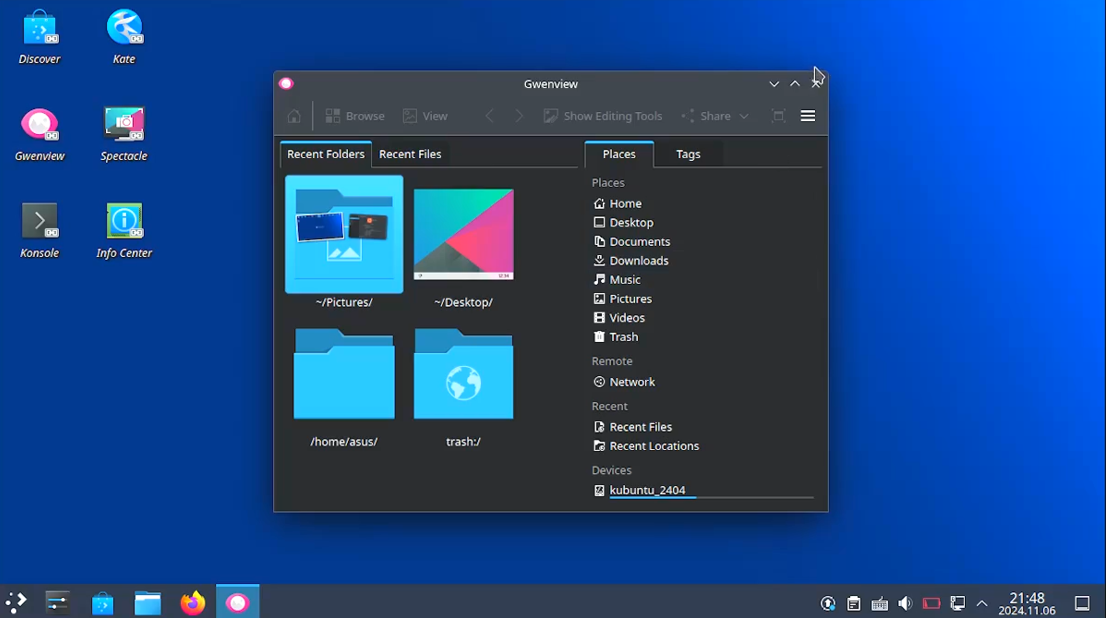 Discover
Kate
Gwenview
Spectacle
Konsole
Info Center
Gwenview
Browse
View
Show Editing Tools
Share
Recent Folders
Recent Files
~/Pictures/
~/Desktop/
/home/asus/
trash:/
Places
Tags
Places
Home
Desktop
Documents
Downloads
Music
Pictures
Videos
Trash
Remote
Network
Recent
Recent Files
Recent Locations
Devices
kubuntu_2404
21:48
2024.11.06